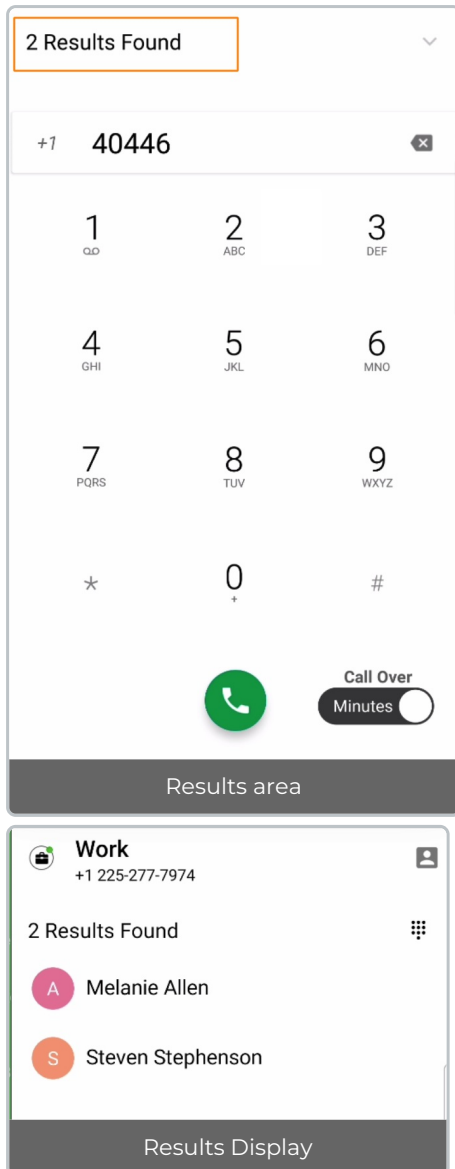 2 Results Found
+1 40446
1 2 3
ABC DEF
4 5 6
GHI JKL MNO
7 8 9
PQRS TUV WXYZ
* 0 #
+
Call Over
Minutes
Results area
Work
+1 225-277-7974
2 Results Found
A Melanie Allen
S Steven Stephenson
Results Display